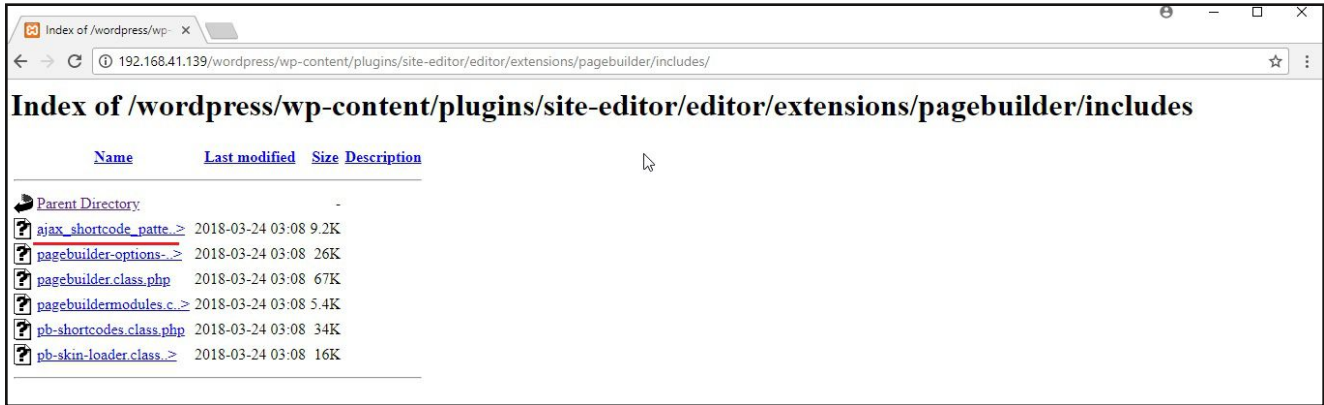 Index of /wordpress/wp-
192.168.41.139/wordpress/wp-content/plugins/site-editor/editor/extensions/pagebuilder/includes/
Index of /wordpress/wp-content/plugins/site-editor/editor/extensions/pagebuilder/includes
Name Last modified Size Description
Parent Directory -
ajax_shortcode_patte..> 2018-03-24 03:08 9.2K
pagebuilder-options-..> 2018-03-24 03:08 26K
pagebuilder.class.php 2018-03-24 03:08 67K
pagebuildermodules.c..> 2018-03-24 03:08 5.4K
pb-shortcodes.class.php 2018-03-24 03:08 34K
pb-skin-loader.class..> 2018-03-24 03:08 16K